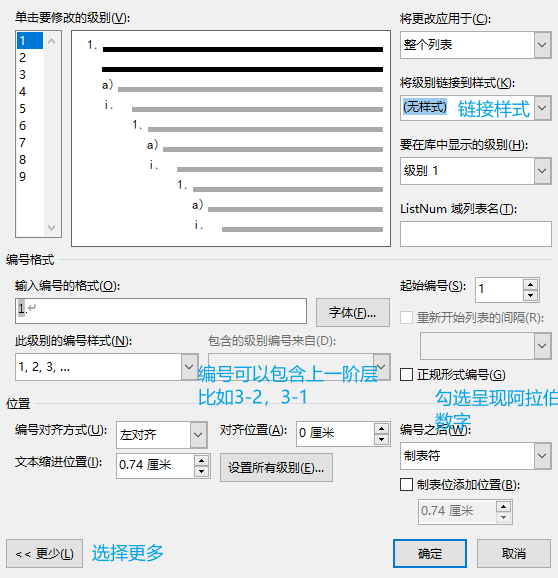 单击要修改的级别(V):
将更改应用于(C):
1
2
3
4
5
6
7
8
9
1.
a)
i.
1.
a)
i.
1.
a)
i.
整个列表
将级别链接到样式(K):
(无样式) 链接样式
要在库中显示的级别(H):
级别 1
ListNum 域列表名(T):
编号格式
输入编号的格式(O):
1.↵
字体(F)...
起始编号(S):
1
重新开始列表的间隔(R):
此级别的编号样式(N):
包含的级别编号来自(D):
1, 2, 3, ...
编号可以包含上一阶层
比如3-2，3-1
正规形式编号(G)
勾选呈现阿拉伯
数字
位置
编号对齐方式(U):
左对齐
对齐位置(A):
0 厘米
编号之后(W):
文本缩进位置(I):
0.74 厘米
设置所有级别(E)...
制表符
制表位添加位置(B):
0.74 厘米
<< 更少(L)
选择更多
确定
取消